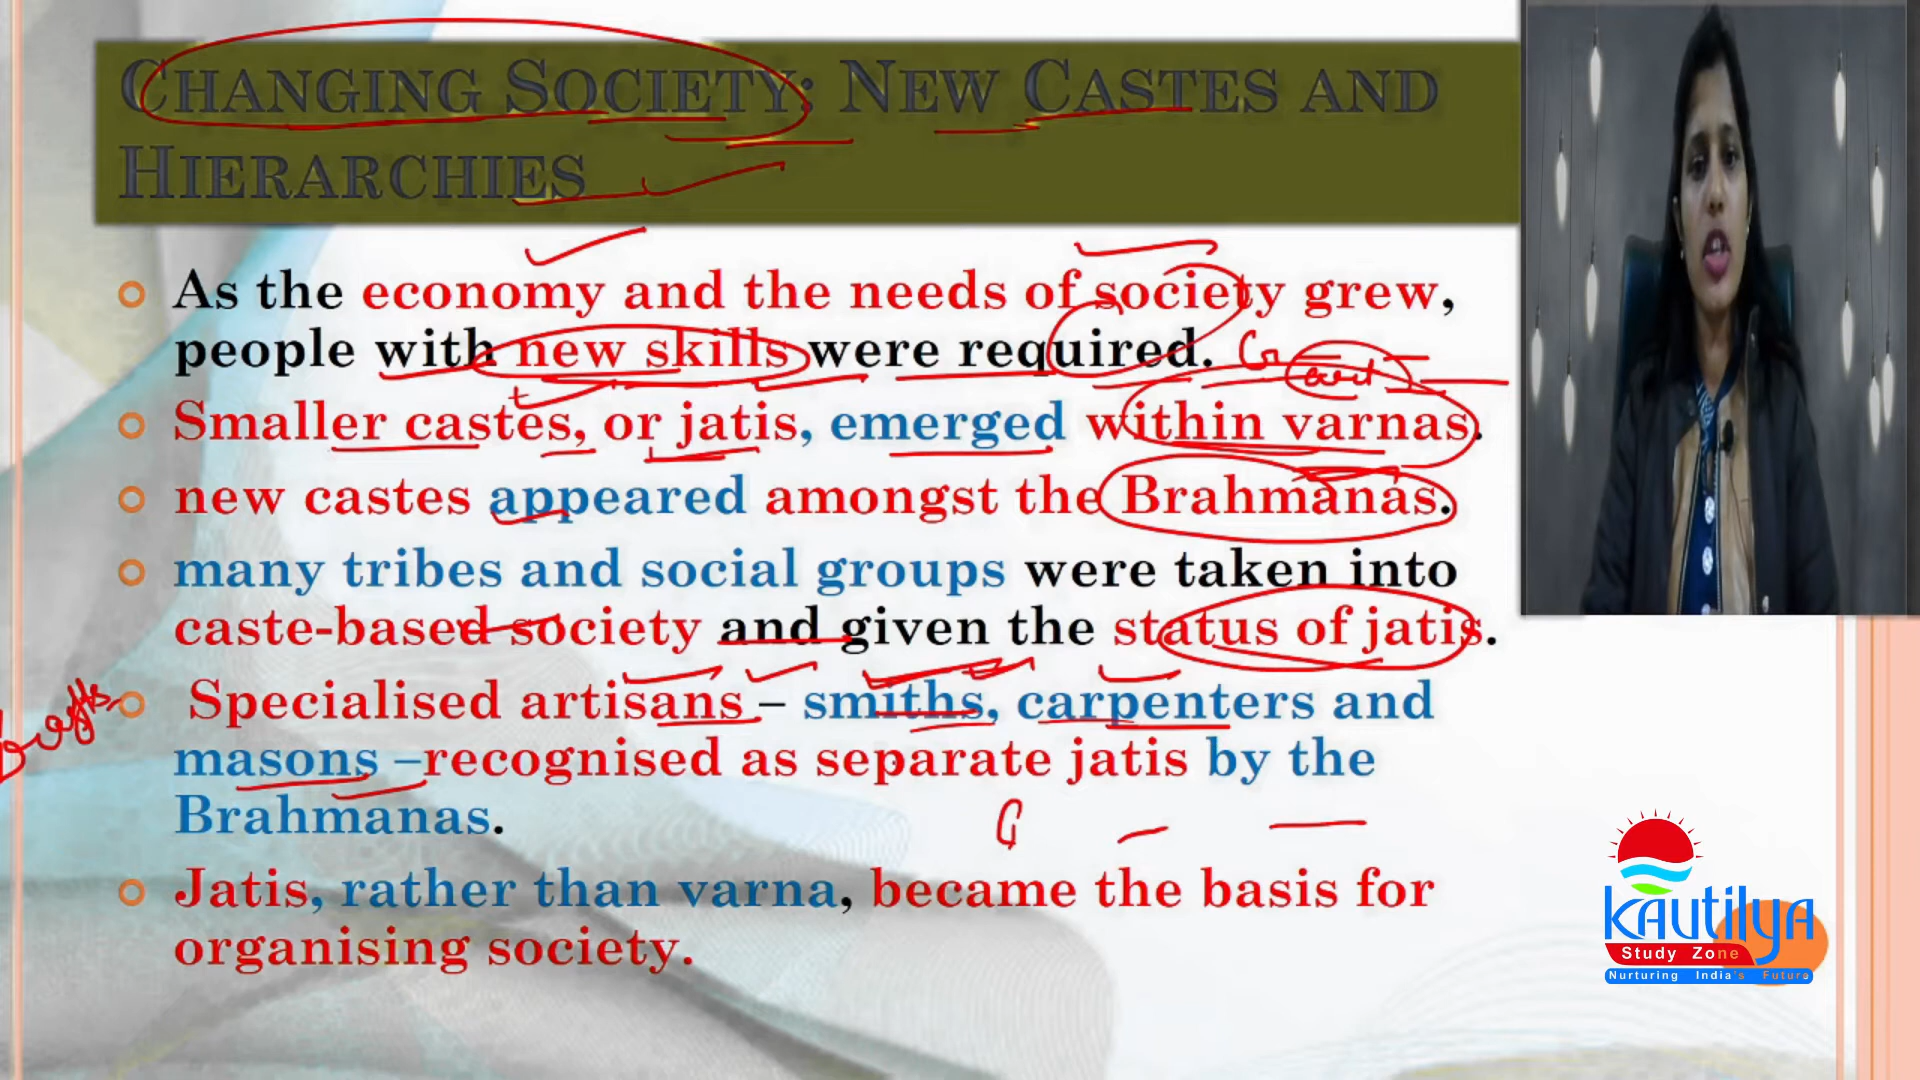 CHANGING SOCIETY: NEW CASTES AND
HIERARCHIES
As the economy and the needs of society grew,
people with new skills were required.
Smaller castes, or jatis, emerged within varnas.
new castes appeared amongst the Brahmanas.
many tribes and social groups were taken into
caste-based society and given the status of jatis.
Specialised artisans – smiths, carpenters and
masons –recognised as separate jatis by the
Brahmanas.
Jatis, rather than varna, became the basis for
organising society.
Kautilya
Study Zone
Nurturing India's Future